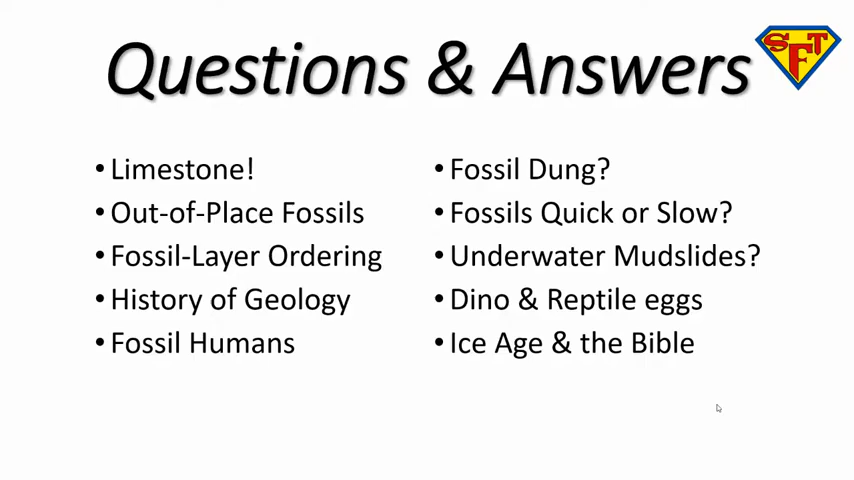 Questions & Answers
SFT
• Limestone!
• Out-of-Place Fossils
• Fossil-Layer Ordering
• History of Geology
• Fossil Humans
• Fossil Dung?
• Fossils Quick or Slow?
• Underwater Mudslides?
• Dino & Reptile eggs
• Ice Age & the Bible